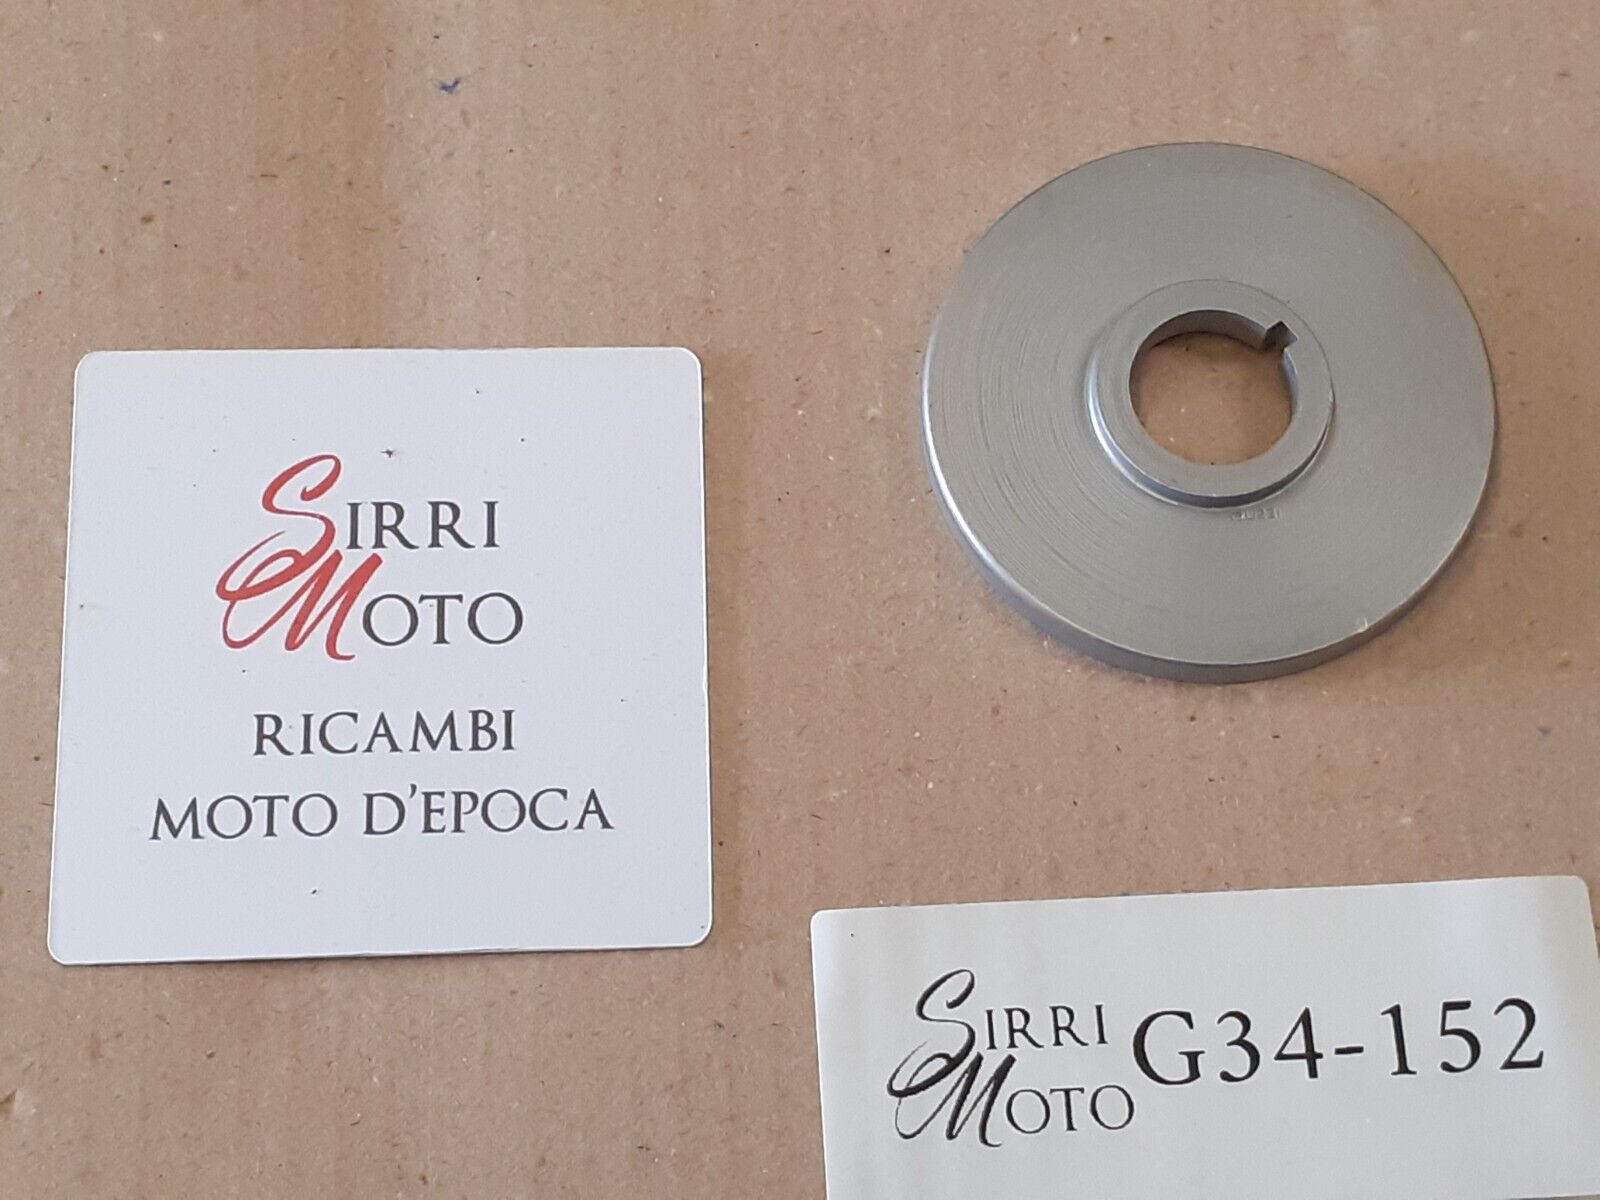 SIRRI
MOTO
RICAMBI
MOTO D'EPOCA
SIRRI
MOTO
G34-152